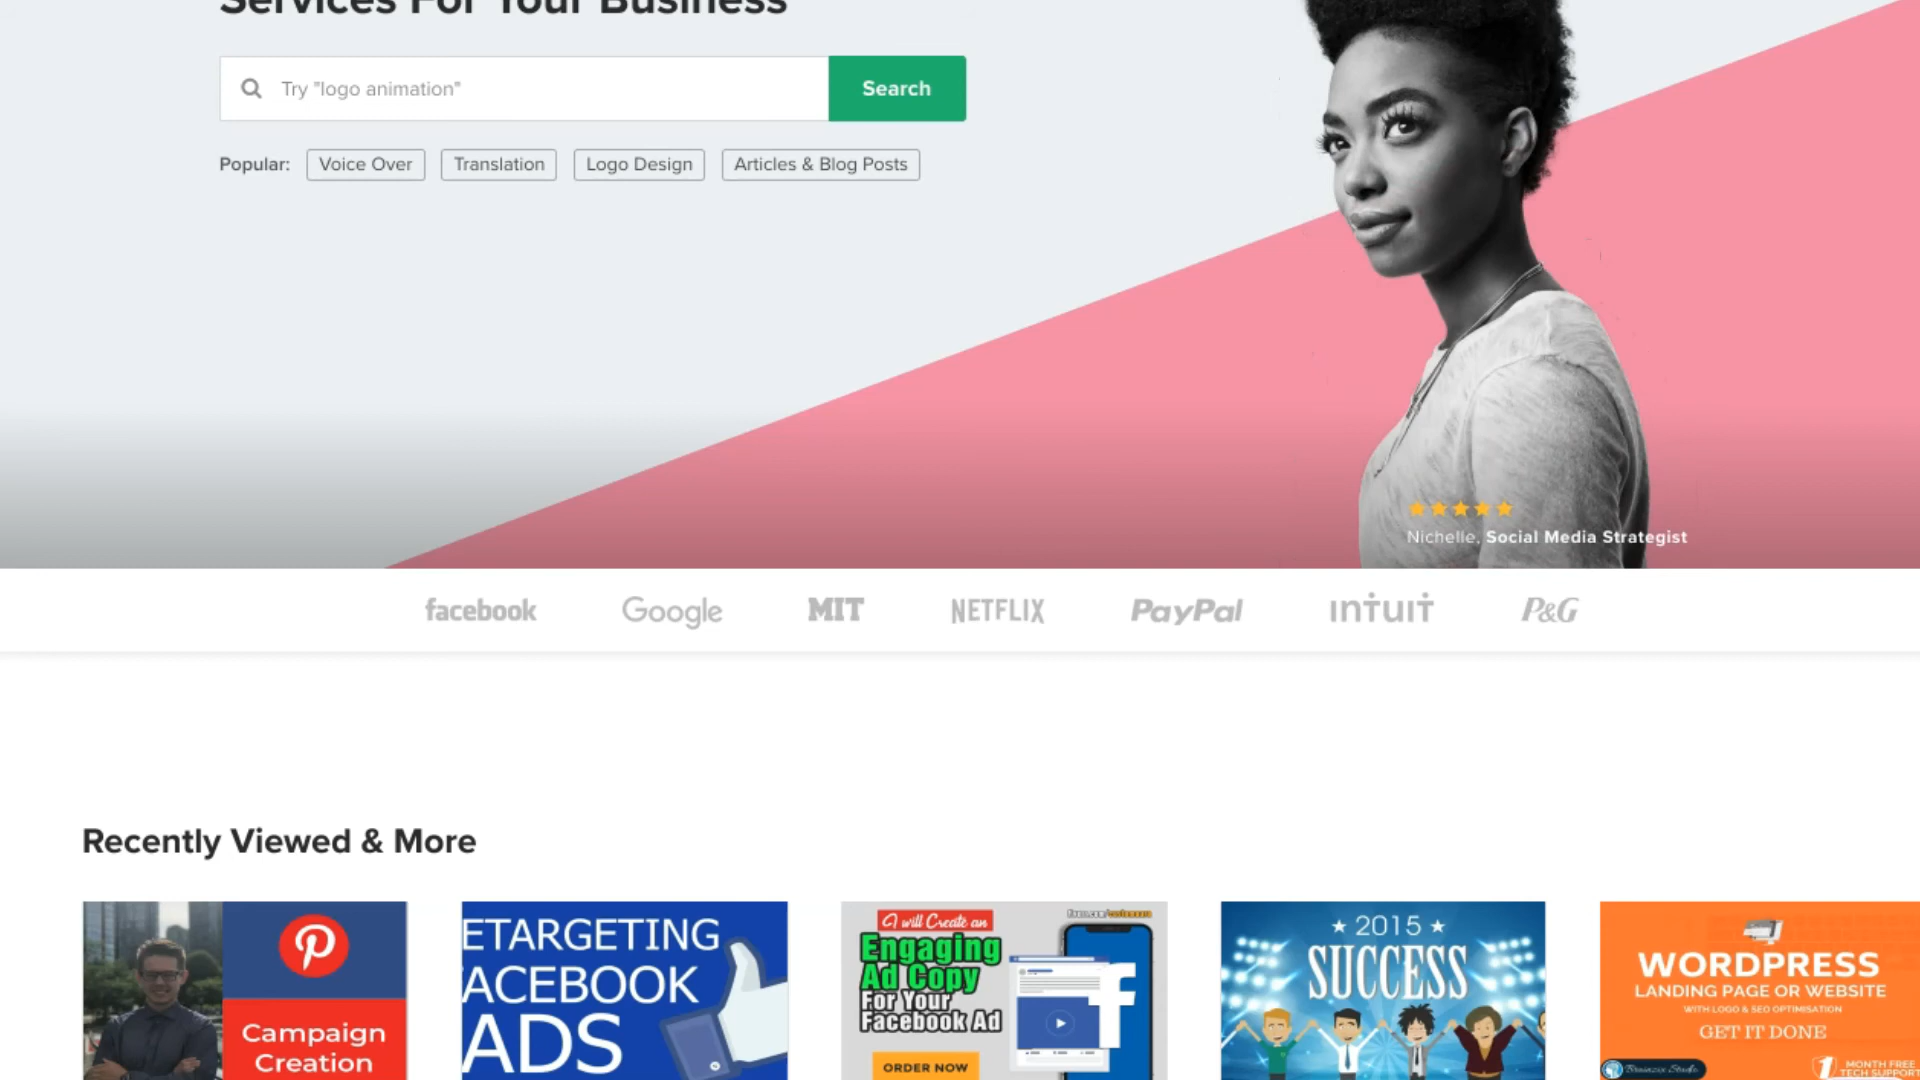 Services For Your Business
Try "logo animation"
Search
Popular:
Voice Over
Translation
Logo Design
Articles & Blog Posts
Nichelle, Social Media Strategist
facebook
Google
MIT
NETFLIX
PayPal
intuit
P&G
Recently Viewed & More
Campaign
Creation
ETARGETING
ACEBOOK
ADS
I will Create an
Engaging
Ad Copy
For Your
Facebook Ad
ORDER NOW
2015
SUCCESS
WORDPRESS
LANDING PAGE OR WEBSITE
WITH LOGO & SEO OPTIMISATION
GET IT DONE
1 MONTH FREE
TECH SUPPORT